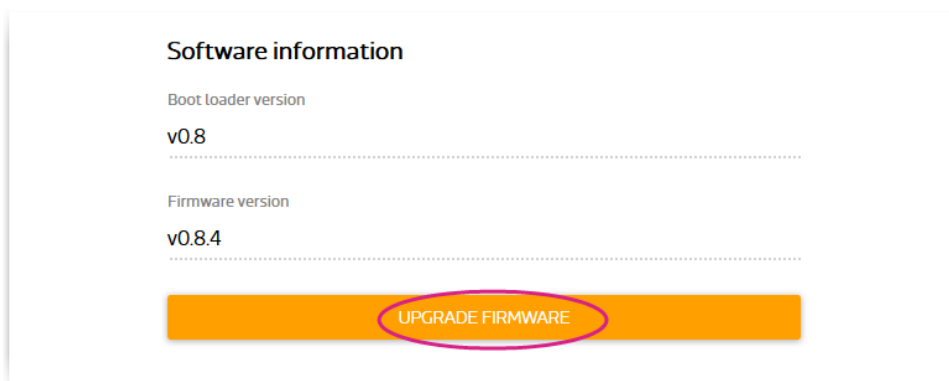 Software information
Boot loader version
v0.8
Firmware version
v0.8.4
UPGRADE FIRMWARE